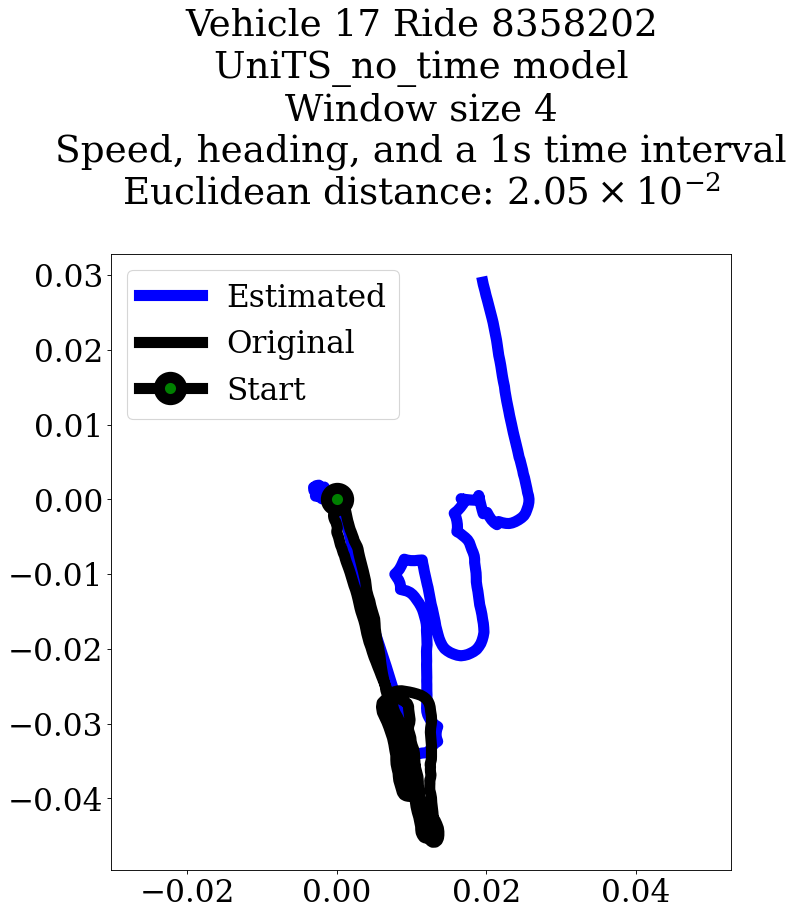 Vehicle 17 Ride 8358202
UniTS_no_time model
Window size 4
Speed, heading, and a 1s time interval
Euclidean distance: 2.05 × 10⁻²
Estimated
Original
Start
0.03
0.02
0.01
0.00
−0.01
−0.02
−0.03
−0.04
−0.02
0.00
0.02
0.04